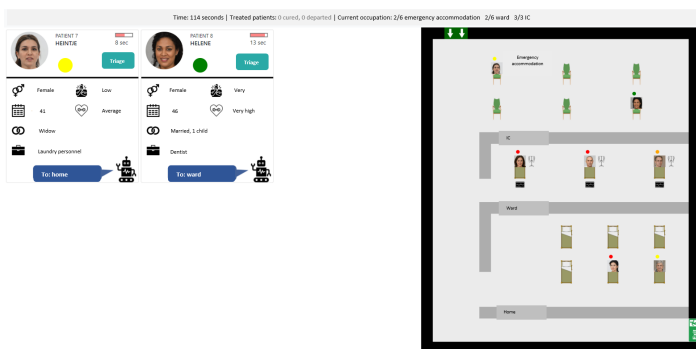 Time: 114 seconds | Treated patients: 0 cured, 0 departed | Current occupation: 2/6 emergency accommodation 2/6 ward 3/3 IC
PATIENT 7
HEINTJE
8 sec
Triage
Female
Low
41
Average
Widow
Laundry personnel
To: home
PATIENT 8
HELENE
13 sec
Triage
Female
Very
46
Very high
Married, 1 child
Dentist
To: ward
Emergency
accommodation
IC
Ward
Home